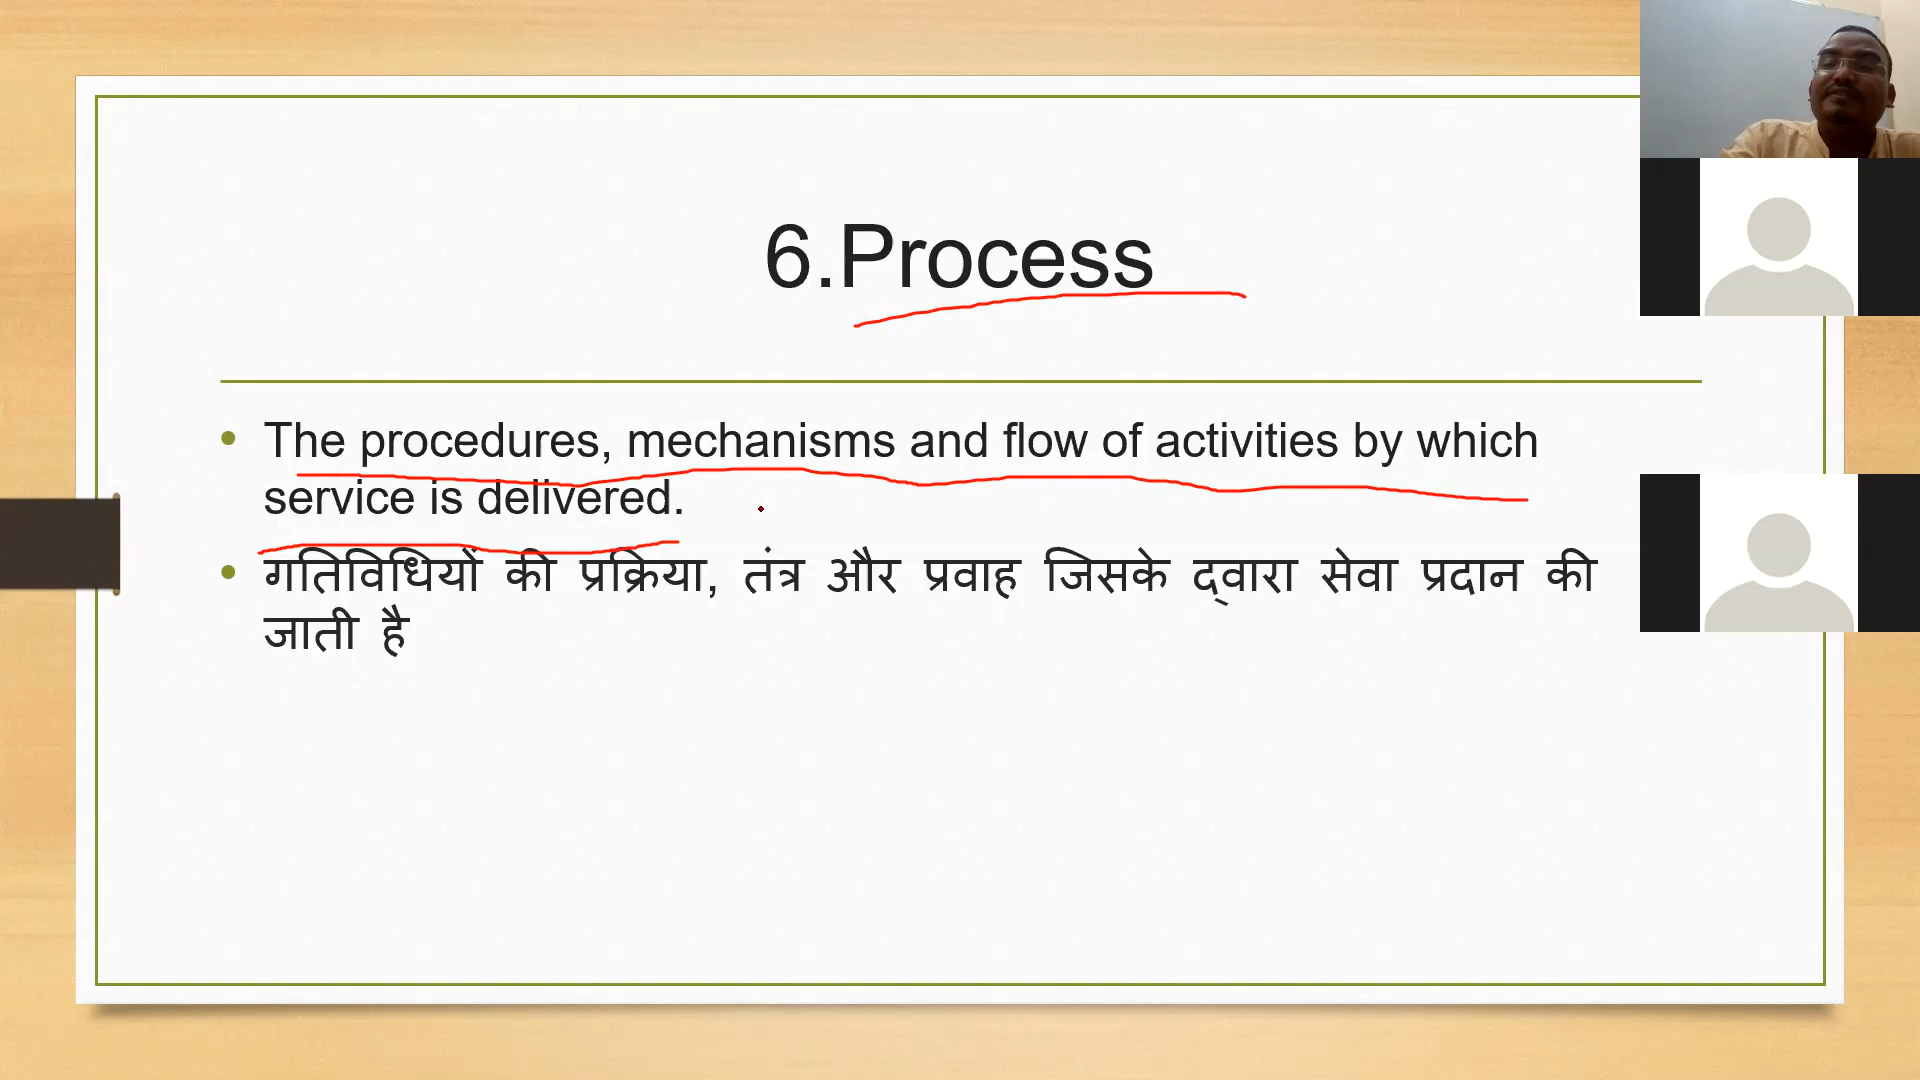 6.Process
• The procedures, mechanisms and flow of activities by which
service is delivered.
• गतिविधियों की प्रक्रिया, तंत्र और प्रवाह जिसके द्वारा सेवा प्रदान की
जाती है